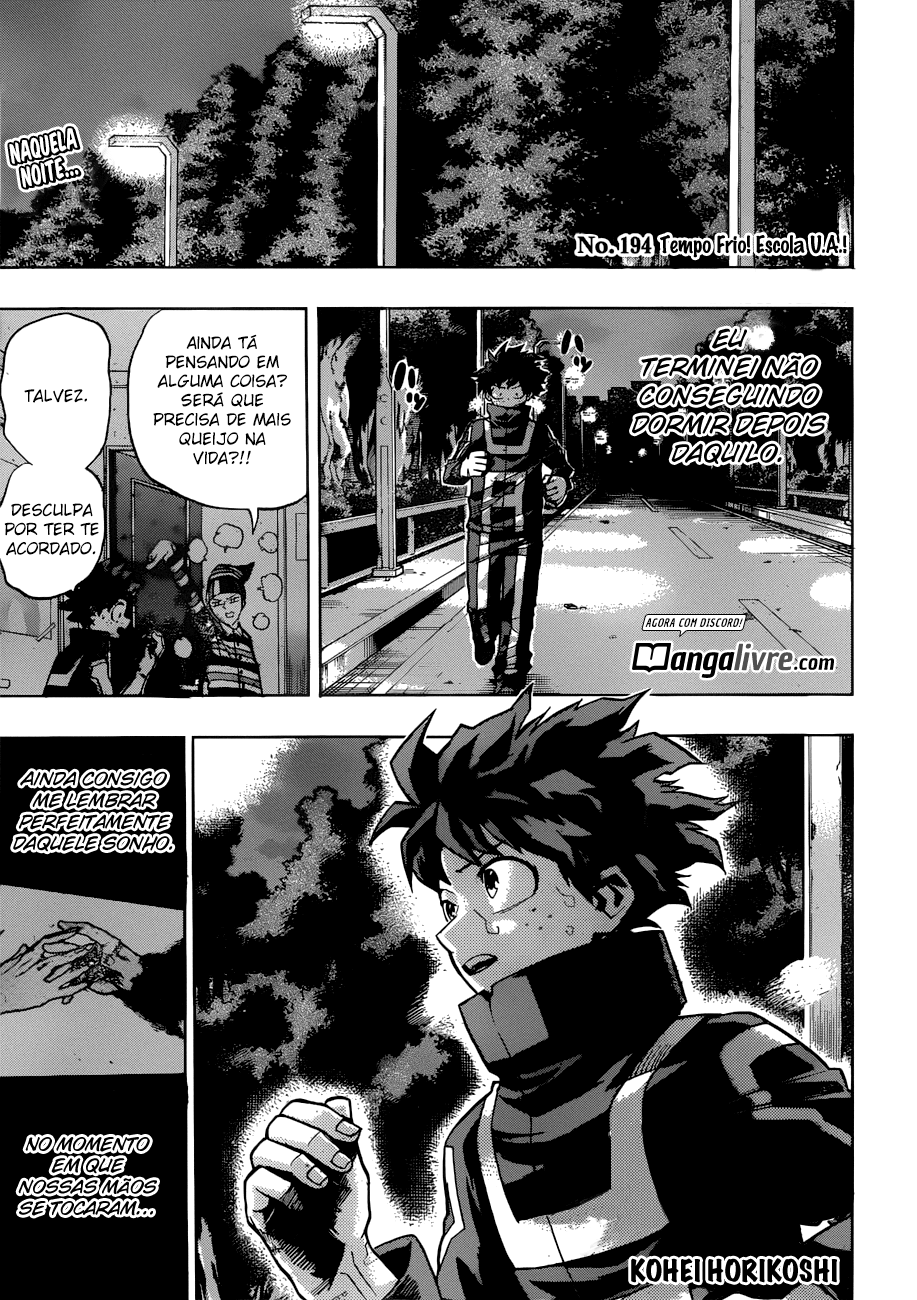 NAQUELA
NOITE...
No. 194 Tempo Frio! Escola U.A.!
EU
TERMINEI NÃO
CONSEGUINDO
DORMIR DEPOIS
DAQUILO.
AGORA COM DISCORD!
Mangalivre.com
AINDA TÁ
PENSANDO EM
ALGUMA COISA?
SERÁ QUE
PRECISA DE MAIS
QUEIJO NA
VIDA?!!
TALVEZ.
DESCULPA
POR TER TE
ACORDADO.
AINDA CONSIGO
ME LEMBRAR
PERFEITAMENTE
DAQUELE SONHO.
NO MOMENTO
EM QUE
NOSSAS MÃOS
SE TOCARAM...
KOHEI HORIKOSHI